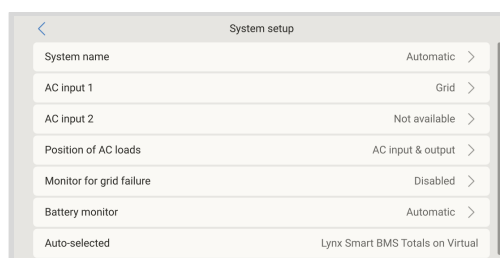 System setup
System name Automatic
AC input 1 Grid
AC input 2 Not available
Position of AC loads AC input & output
Monitor for grid failure Disabled
Battery monitor Automatic
Auto-selected Lynx Smart BMS Totals on Virtual